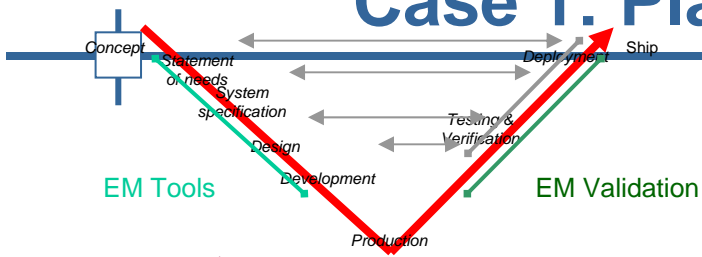 Case 1:
Concept
Ship
Deployment
Statement
of needs
System
specification
Testing &
Verification
Design
Development
EM Tools
EM Validation
Production